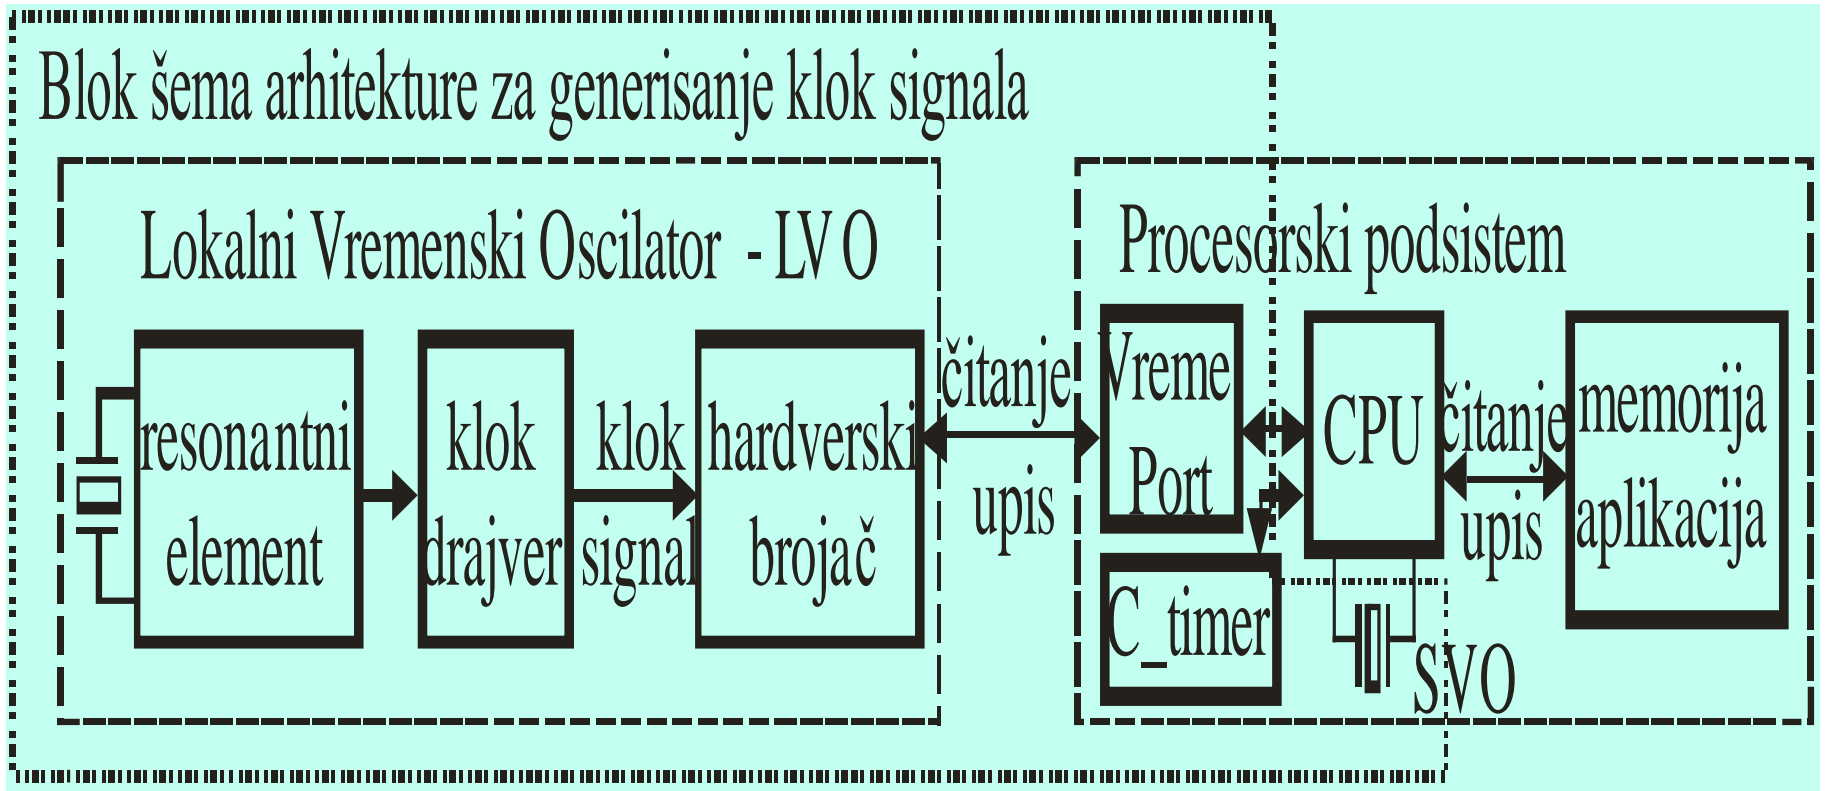 Blok šema arhitekture za generisanje klok signala
Lokalni Vremenski Oscilator - LVO
resonantni
element
klok
drajver
klok
signal
hardverski
brojač
čitanje
upis
Procesorski podsistem
Vreme
Port
C_timer
CPU
SVO
čitanje
upis
memorija
aplikacija